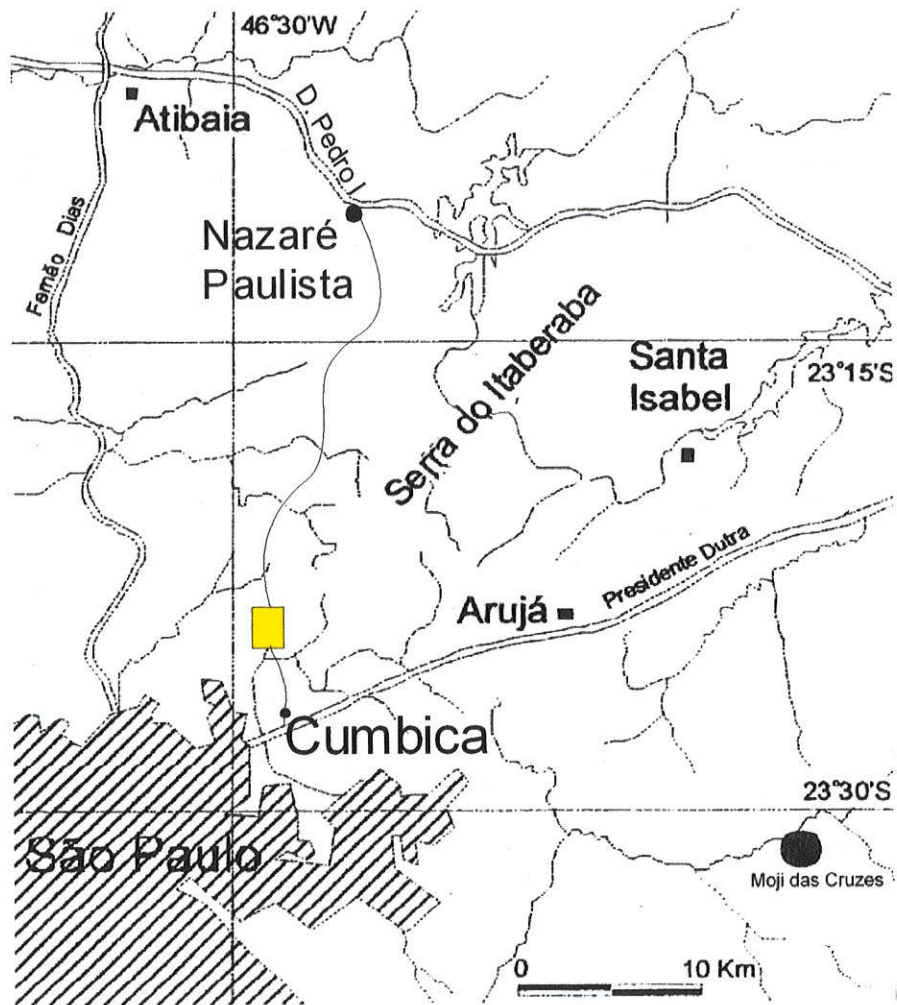 46°30'W
Atibaia
D. Pedro I
Fernão Dias
Nazaré
Paulista
Serra do Itaberaba
Santa
Isabel
23°15'S
Presidente Dutra
Arujá
Cumbica
23°30'S
São Paulo
Moji das Cruzes
0 10 Km